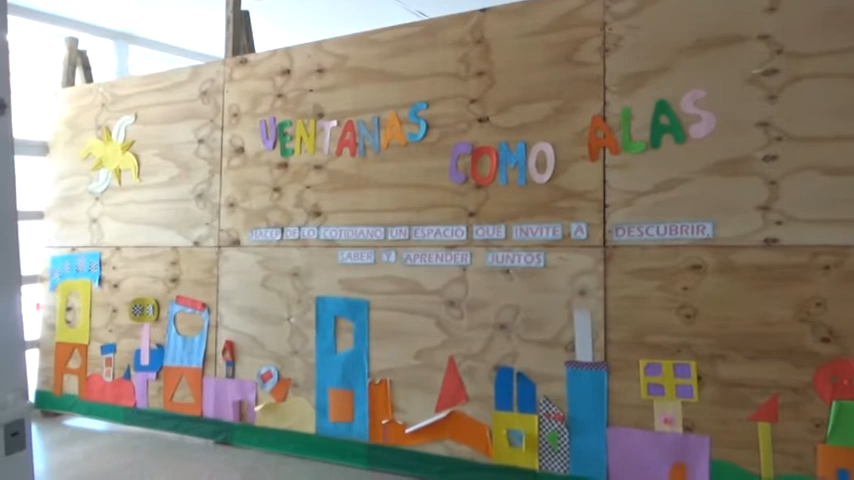 VENTANAS COMO ALAS
HACER DE LO COTIDIANO UN ESPACIO QUE INVITE A DESCUBRIR,
SABER Y APRENDER JUNTOS